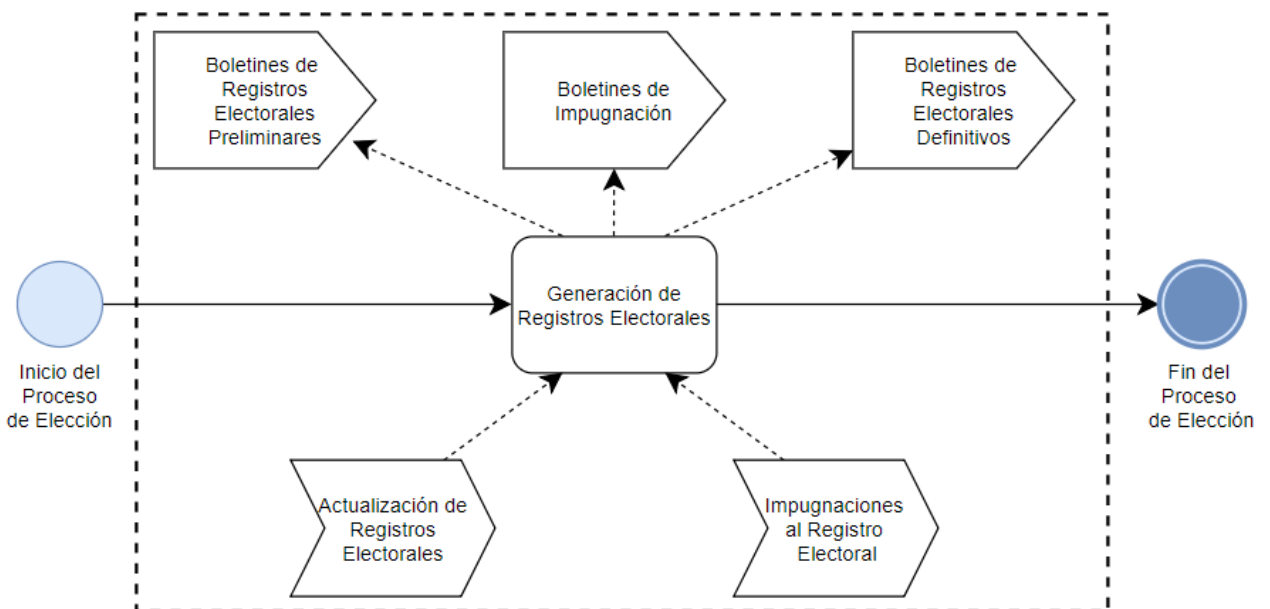 Boletines de
Registros
Electorales
Preliminares
Boletines de
Impugnación
Boletines de
Registros
Electorales
Definitivos
Generación de
Registros Electorales
Inicio del
Proceso
de Elección
Fin del
Proceso
de Elección
Actualización de
Registros
Electorales
Impugnaciones
al Registro
Electoral